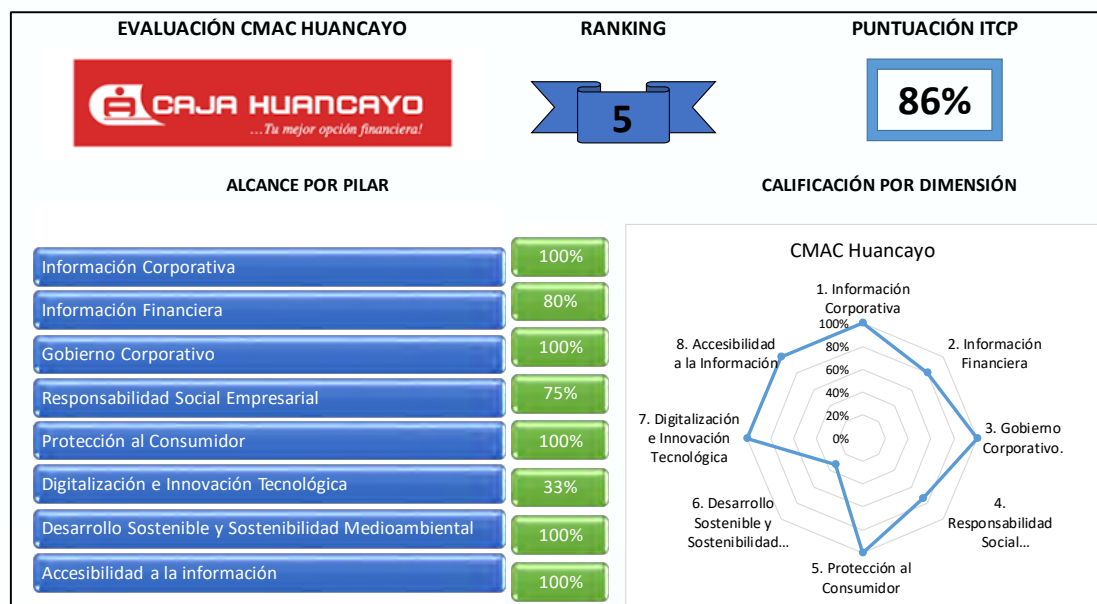 EVALUACIÓN CMAC HUANCAYO
RANKING
PUNTUACIÓN ITCP
CAJA HUANCAYO
...Tu mejor opción financiera!
5
86%
ALCANCE POR PILAR
CALIFICACIÓN POR DIMENSIÓN
Información Corporativa
100%
Información Financiera
80%
Gobierno Corporativo
100%
Responsabilidad Social Empresarial
75%
Protección al Consumidor
100%
Digitalización e Innovación Tecnológica
33%
Desarrollo Sostenible y Sostenibilidad Medioambiental
100%
Accesibilidad a la información
100%
CMAC Huancayo
1. Información
Corporativa
2. Información
Financiera
3. Gobierno
Corporativo.
4.
Responsabilidad
Social...
5. Protección al
Consumidor
6. Desarrollo
Sostenible y
Sostenibilidad...
7. Digitalización
e Innovación
Tecnológica
8. Accesibilidad
a la Información
100%
80%
60%
40%
20%
0%